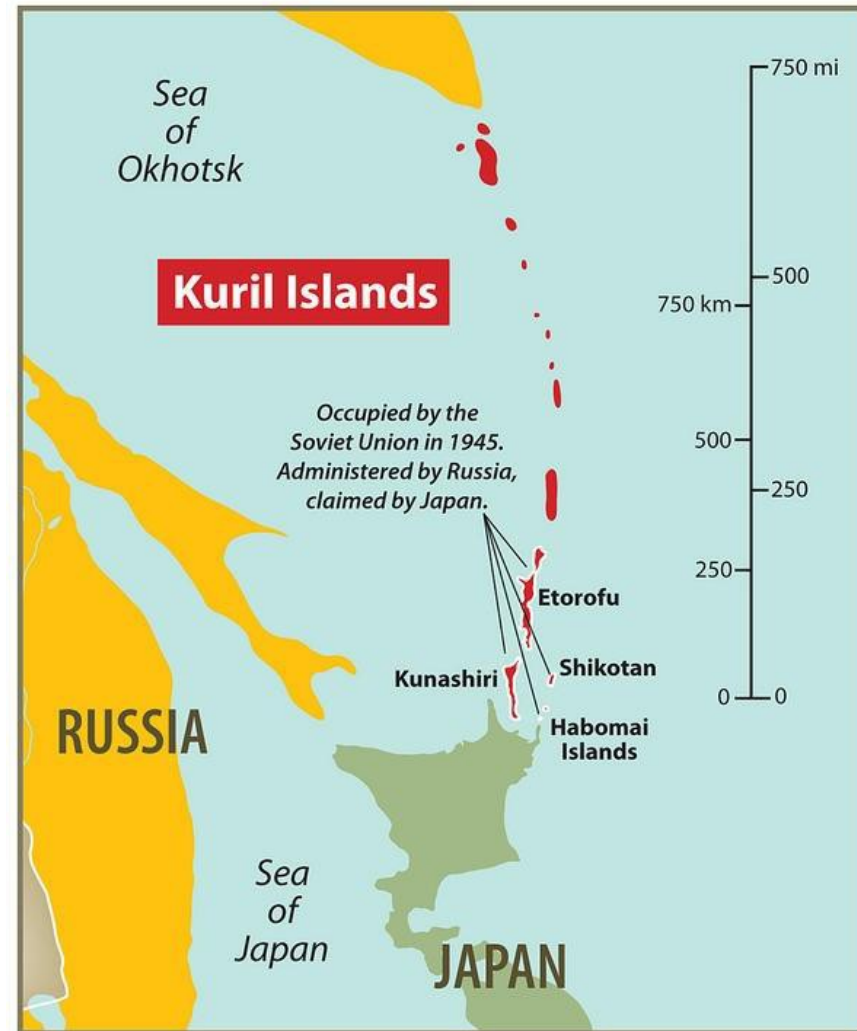 Sea
of
Okhotsk
750 mi
Kuril Islands
500
750 km
Occupied by the
Soviet Union in 1945.
Administered by Russia,
claimed by Japan.
500
250
250
Etorofu
Kunashiri
Shikotan
0
0
Habomai
Islands
RUSSIA
Sea
of
Japan
JAPAN